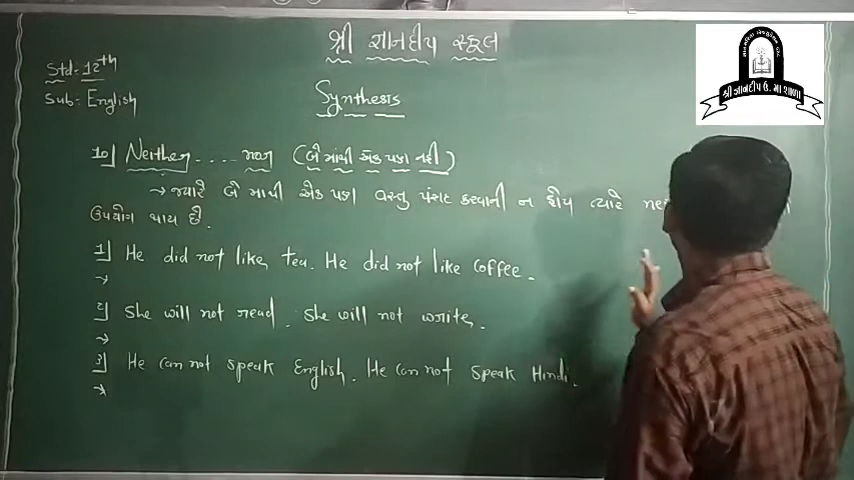 શ્રી જ્ઞાનદીપ સ્કૂલ
Std:- 12th
Sub:- English
Synthesis
10] Neither.... nor (બે માંથી એક પણ નહીં)
→ જ્યારે બે માથી એક પણ વસ્તુ પસંદ કરવાની ન હોય ત્યારે
ઉપયોગ થાય છે.
1] He did not like tea. He did not like coffee.
→
2] She will not read. She will not write.
→
3] He can not speak English. He can not speak Hindi.
→
શ્રી જ્ઞાનદીપ ઉ. મા શાળા